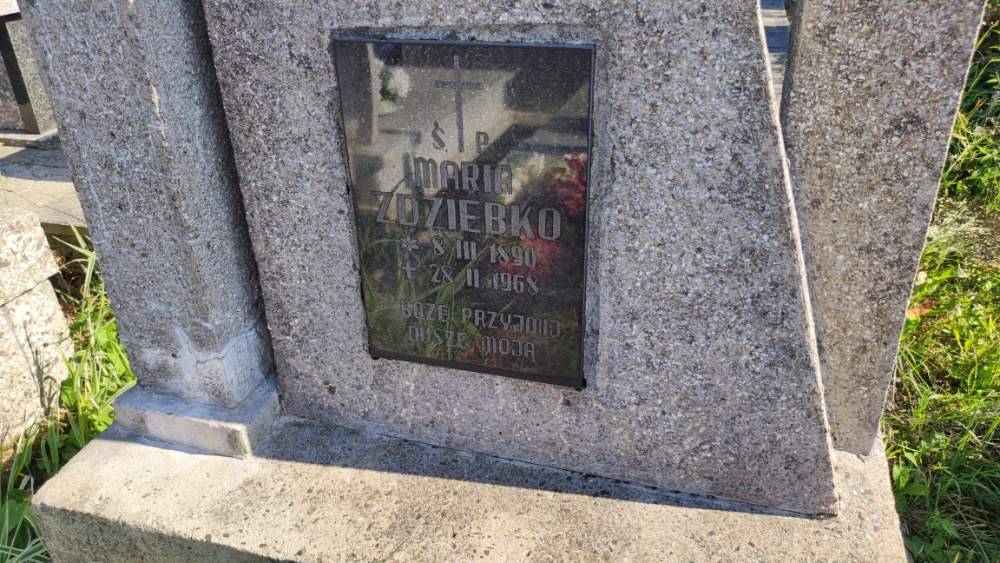 Ś. P.
MARIA
ZDZIEBKO
* 8 III 1890
+ 28 II 1968
BOŻE PRZYJMIJ
DUSZĘ MOJĄ